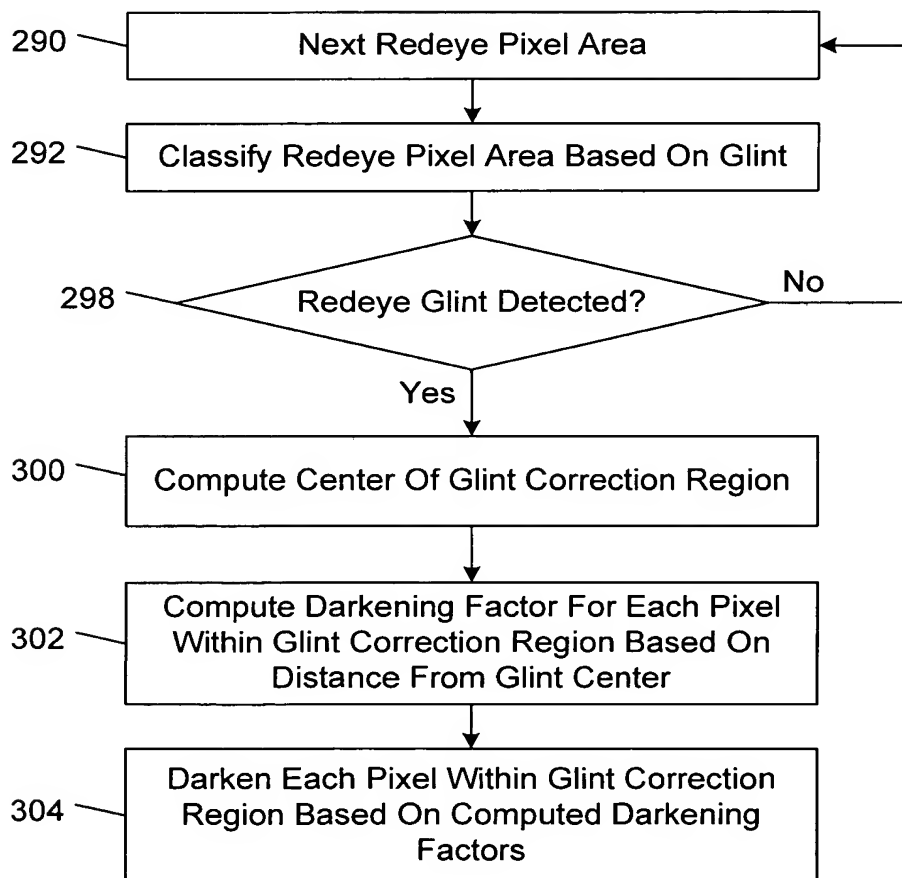 290
Next Redeye Pixel Area
292
Classify Redeye Pixel Area Based On Glint
298
Redeye Glint Detected?
No
Yes
300
Compute Center Of Glint Correction Region
302
Compute Darkening Factor For Each Pixel
Within Glint Correction Region Based On
Distance From Glint Center
304
Darken Each Pixel Within Glint Correction
Region Based On Computed Darkening
Factors